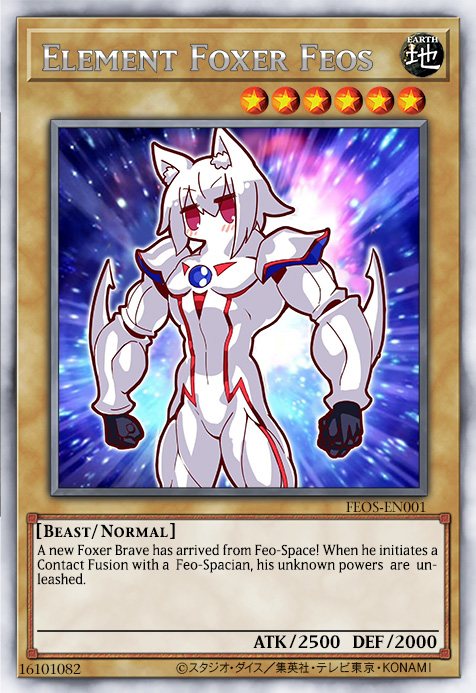 Element Foxer Feos
EARTH
地
FEOS-EN001
[Beast/Normal]
A new Foxer Brave has arrived from Feo-Space! When he initiates a
Contact Fusion with a Feo-Spacian, his unknown powers are un-
leashed.
ATK/2500 DEF/2000
16101082 ©スタジオ・ダイス/集英社・テレビ東京・KONAMI